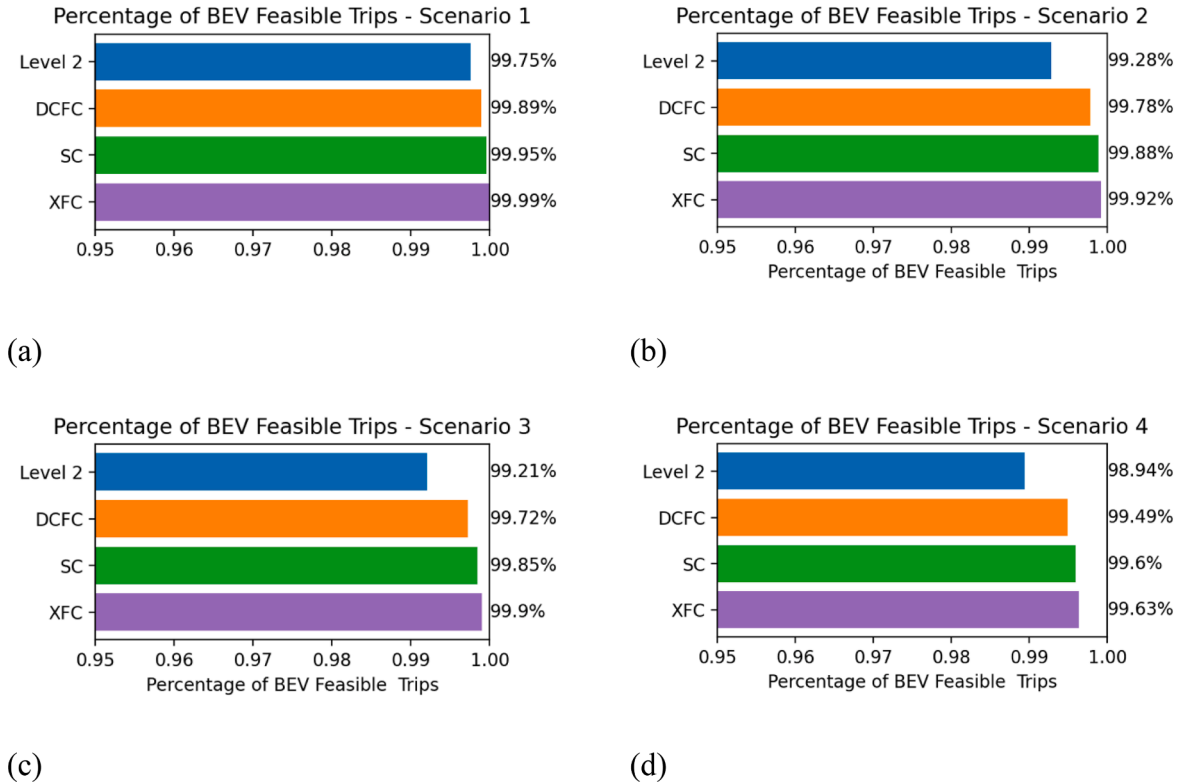 Percentage of BEV Feasible Trips - Scenario 1
Level 2
99.75%
DCFC
99.89%
SC
99.95%
XFC
99.99%
0.95 0.96 0.97 0.98 0.99 1.00
(a)
Percentage of BEV Feasible Trips - Scenario 2
Level 2
99.28%
DCFC
99.78%
SC
99.88%
XFC
99.92%
0.95 0.96 0.97 0.98 0.99 1.00
Percentage of BEV Feasible  Trips
(b)
Percentage of BEV Feasible Trips - Scenario 3
Level 2
99.21%
DCFC
99.72%
SC
99.85%
XFC
99.9%
0.95 0.96 0.97 0.98 0.99 1.00
Percentage of BEV Feasible  Trips
(c)
Percentage of BEV Feasible Trips - Scenario 4
Level 2
98.94%
DCFC
99.49%
SC
99.6%
XFC
99.63%
0.95 0.96 0.97 0.98 0.99 1.00
Percentage of BEV Feasible  Trips
(d)